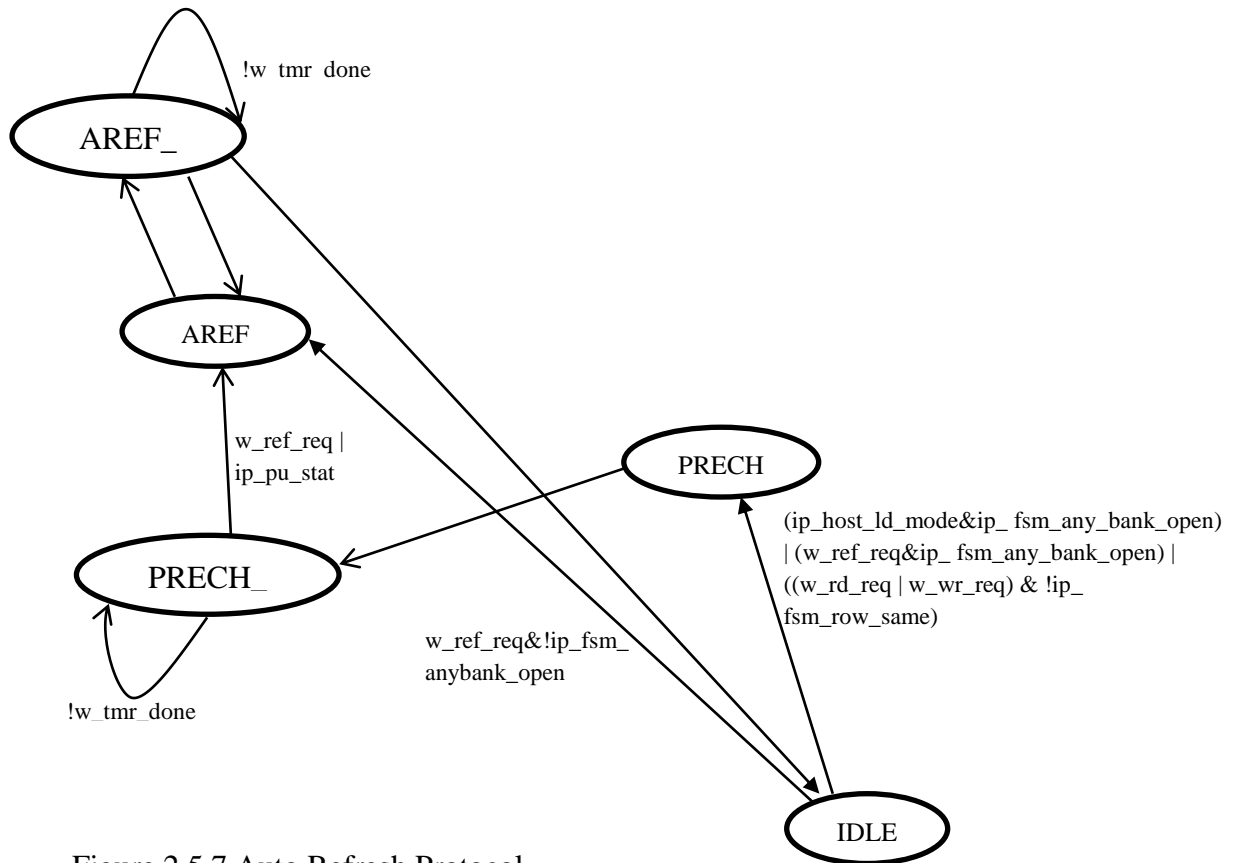 !w tmr done
AREF_
AREF
w_ref_req |
ip_pu_stat
PRECH
(ip_host_ld_mode&ip_ fsm_any_bank_open)
| (w_ref_req&ip_ fsm_any_bank_open) |
((w_rd_req | w_wr_req) & !ip_
fsm_row_same)
PRECH_
w_ref_req&!ip_fsm_
anybank_open
!w_tmr_done
IDLE
Figure 2.5.7 Auto Refresh Protocol